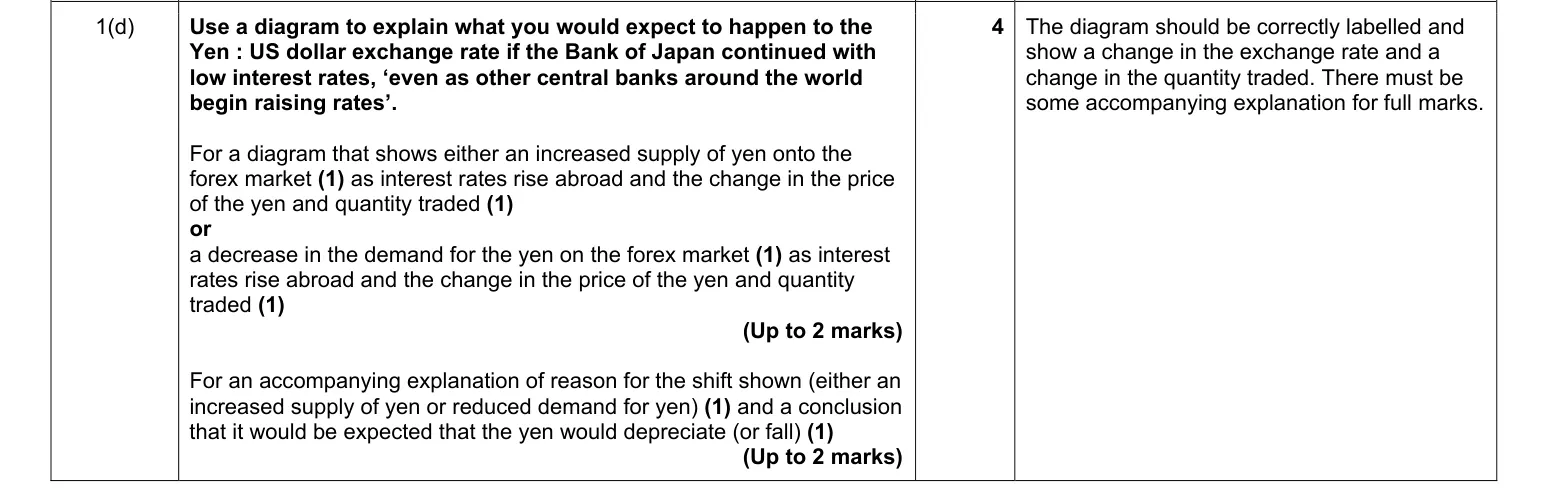 1(d)
Use a diagram to explain what you would expect to happen to the
Yen : US dollar exchange rate if the Bank of Japan continued with
low interest rates, ‘even as other central banks around the world
begin raising rates’.
For a diagram that shows either an increased supply of yen onto the
forex market (1) as interest rates rise abroad and the change in the price
of the yen and quantity traded (1)
or
a decrease in the demand for the yen on the forex market (1) as interest
rates rise abroad and the change in the price of the yen and quantity
traded (1)
(Up to 2 marks)
For an accompanying explanation of reason for the shift shown (either an
increased supply of yen or reduced demand for yen) (1) and a conclusion
that it would be expected that the yen would depreciate (or fall) (1)
(Up to 2 marks)
4
The diagram should be correctly labelled and
show a change in the exchange rate and a
change in the quantity traded. There must be
some accompanying explanation for full marks.